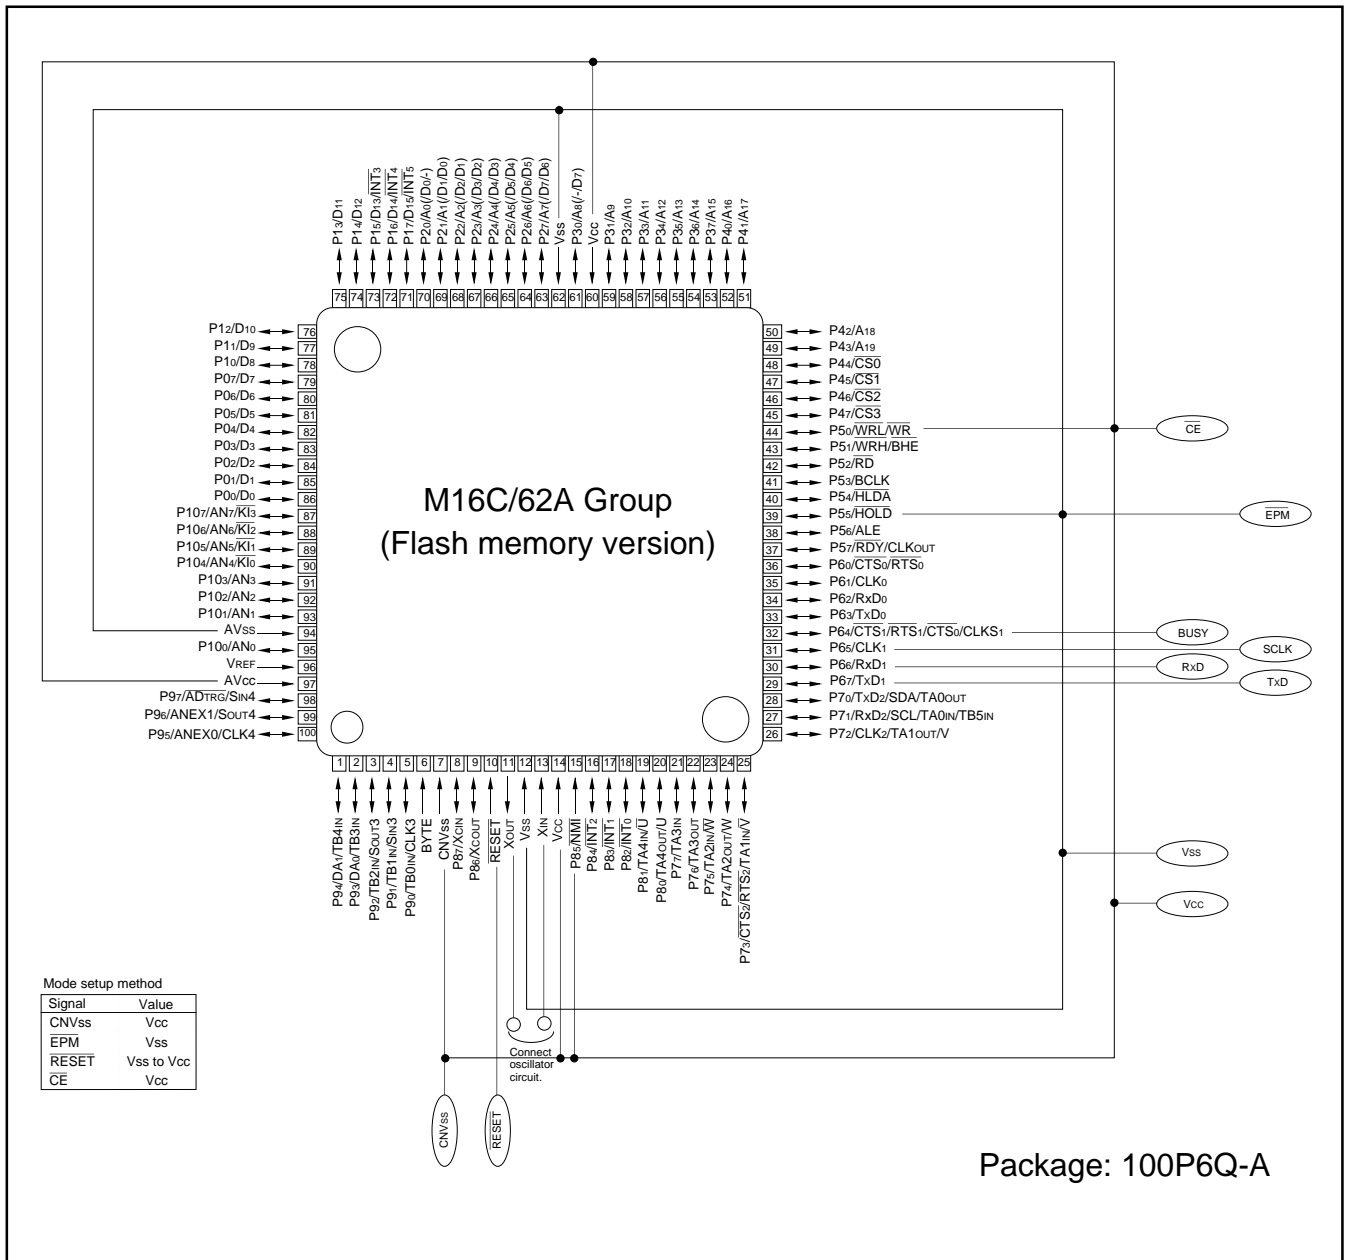 P13/D11
P14/D12
P15/D13/INT3
P16/D14/INT4
P17/D15/INT5
P20/A0(/D0/-)
P21/A1(/D1/D0)
P22/A2(/D2/D1)
P23/A3(/D3/D2)
P24/A4(/D4/D3)
P25/A5(/D5/D4)
P26/A6(/D6/D5)
P27/A7(/D7/D6)
Vss
P30/A8(/-/D7)
Vcc
P31/A9
P32/A10
P33/A11
P34/A12
P35/A13
P36/A14
P37/A15
P40/A16
P41/A17
75 74 73 72 71 70 69 68 67 66 65 64 63 62 61 60 59 58 57 56 55 54 53 52 51
P12/D10 76
P11/D9 77
P10/D8 78
P07/D7 79
P06/D6 80
P05/D5 81
P04/D4 82
P03/D3 83
P02/D2 84
P01/D1 85
P00/D0 86
P107/AN7/KI3 87
P106/AN6/KI2 88
P105/AN5/KI1 89
P104/AN4/KI0 90
P103/AN3 91
P102/AN2 92
P101/AN1 93
AVss 94
P100/AN0 95
VREF 96
AVcc 97
P97/ADTRG/SIN4 98
P96/ANEX1/SOUT4 99
P95/ANEX0/CLK4 100
M16C/62A Group
(Flash memory version)
50 P42/A18
49 P43/A19
48 P44/CS0
47 P45/CS1
46 P46/CS2
45 P47/CS3
44 P50/WRL/WR
CE
43 P51/WRH/BHE
42 P52/RD
41 P53/BCLK
40 P54/HLDA
39 P55/HOLD
EPM
38 P56/ALE
37 P57/RDY/CLKOUT
36 P60/CTS0/RTS0
35 P61/CLK0
34 P62/RxD0
33 P63/TxD0
32 P64/CTS1/RTS1/CTS0/CLKS1
BUSY
31 P65/CLK1
SCLK
30 P66/RxD1
RxD
29 P67/TxD1
TxD
28 P70/TxD2/SDA/TA0OUT
27 P71/RxD2/SCL/TA0IN/TB5IN
26 P72/CLK2/TA1OUT/V
1 2 3 4 5 6 7 8 9 10 11 12 13 14 15 16 17 18 19 20 21 22 23 24 25
P94/DA1/TB4IN
P93/DA0/TB3IN
P92/TB2IN/SOUT3
P91/TB1IN/SIN3
P90/TB0IN/CLK3
BYTE
CNVss
P87/XCIN
P86/XCOUT
RESET
XOUT
Vss
XIN
Vcc
P85/NMI
P84/INT2
P83/INT1
P82/INT0
P81/TA4IN/U
P80/TA4OUT/U
P77/TA3IN
P76/TA3OUT
P75/TA2IN/W
P74/TA2OUT/W
P73/CTS2/RTS2/TA1IN/V
Vss
Vcc
Connect
oscillator
circuit.
CNVss
RESET
Mode setup method
Signal Value
CNVss Vcc
EPM Vss
RESET Vss to Vcc
CE Vcc
Package: 100P6Q-A